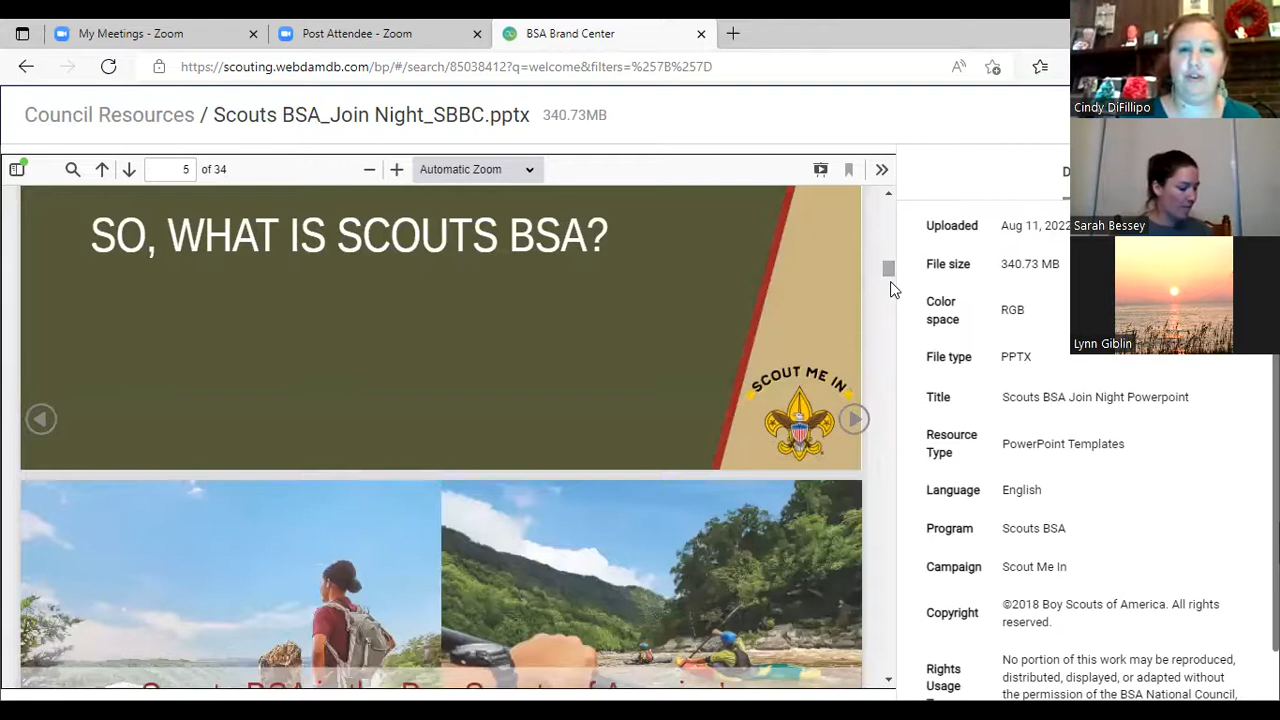 My Meetings - Zoom
Post Attendee - Zoom
BSA Brand Center
https://scouting.webdamdb.com/bp/#/search/85038412?q=welcome&filters=%257B%257D
Council Resources / Scouts BSA_Join Night_SBBC.pptx 340.73MB
5 of 34
Automatic Zoom
SO, WHAT IS SCOUTS BSA?
SCOUT ME IN
D
Uploaded Aug 11, 2022
File size 340.73 MB
Color
space
RGB
File type PPTX
Title Scouts BSA Join Night Powerpoint
Resource
Type
PowerPoint Templates
Language English
Program Scouts BSA
Campaign Scout Me In
Copyright
©2018 Boy Scouts of America. All rights
reserved.
Rights
Usage
No portion of this work may be reproduced,
distributed, displayed, or adapted without
the permission of the BSA National Council,
Cindy DiFillipo
Sarah Bessey
Lynn Giblin